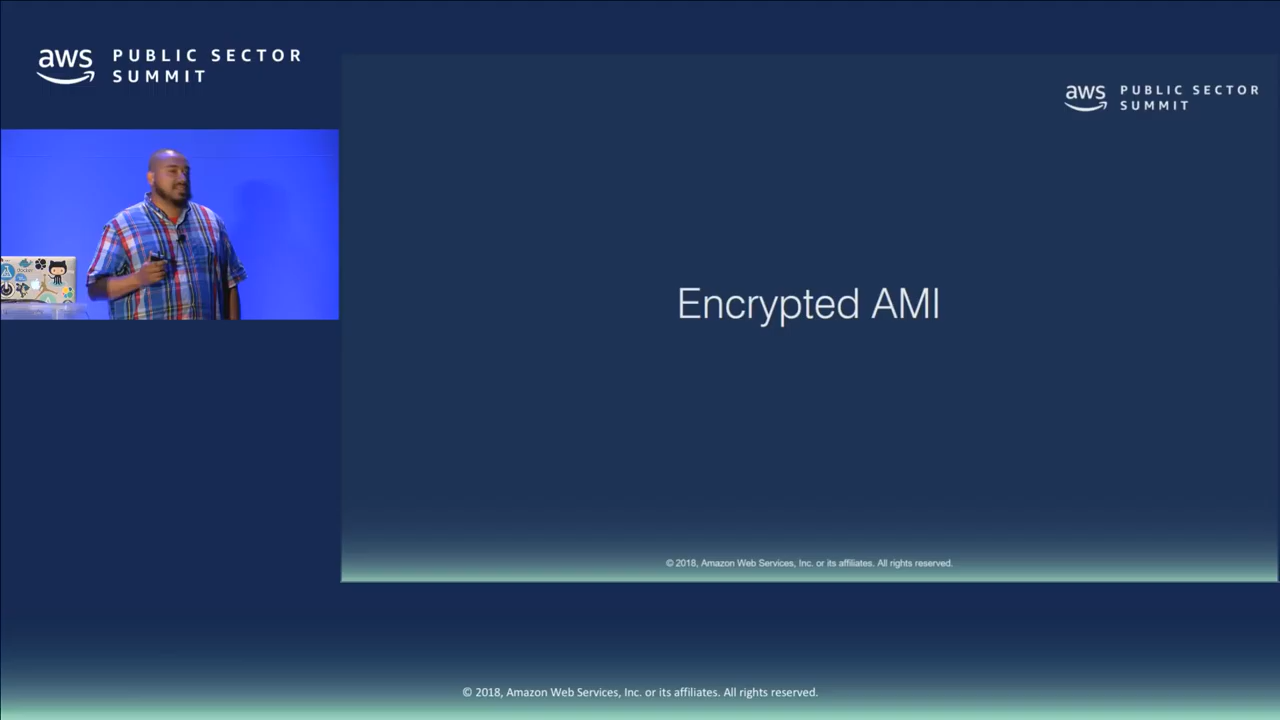 aws PUBLIC SECTOR
SUMMIT
aws PUBLIC SECTOR
SUMMIT
Encrypted AMI
© 2018, Amazon Web Services, Inc. or its affiliates. All rights reserved.
© 2018, Amazon Web Services, Inc. or its affiliates. All rights reserved.